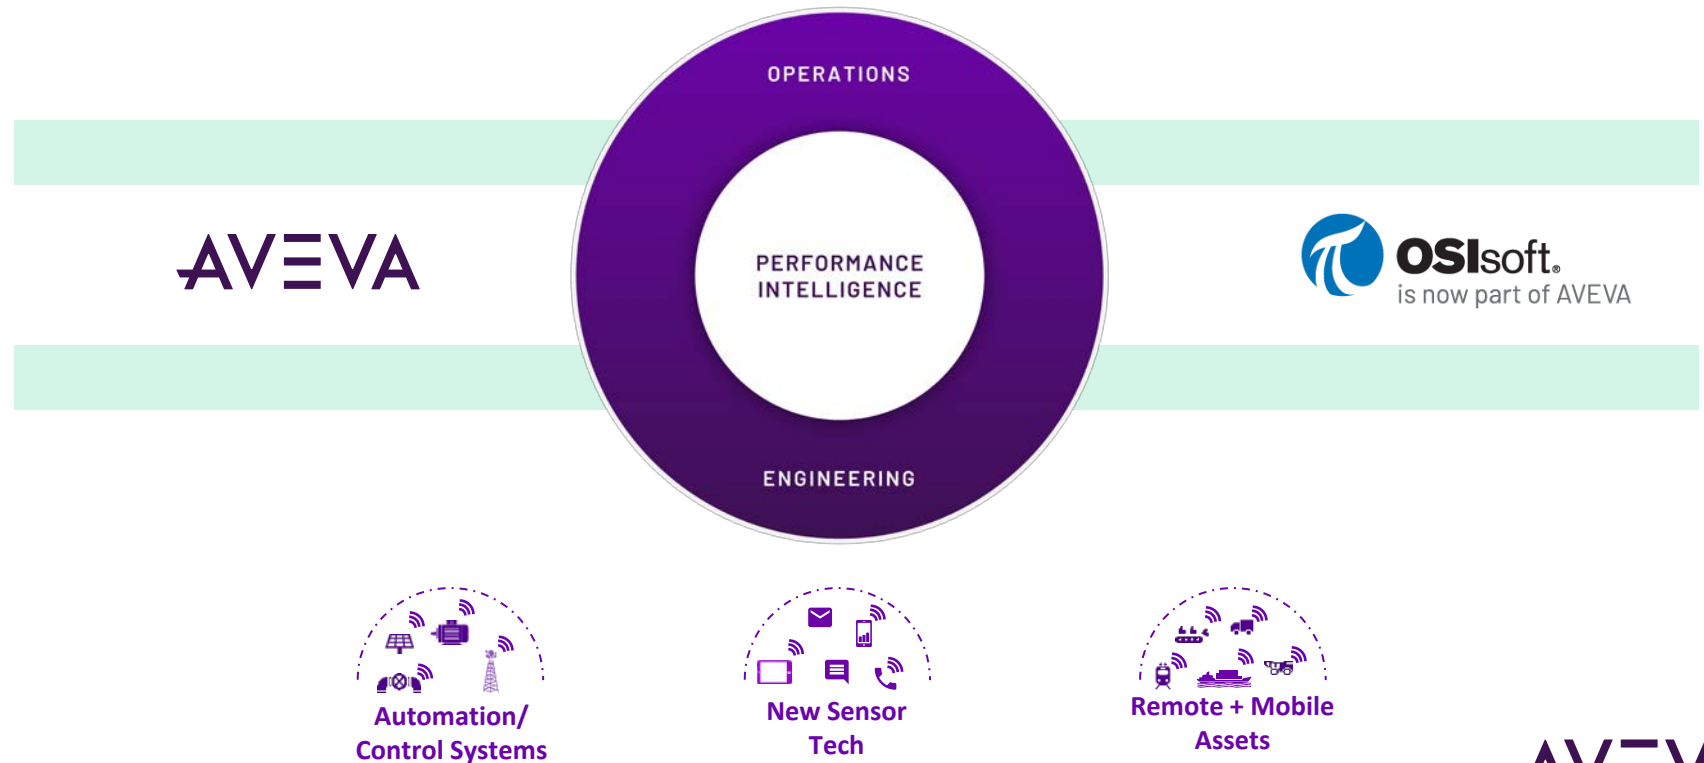 OPERATIONS
AVEVA
PERFORMANCE
INTELLIGENCE
OSIsoft.
is now part of AVEVA
ENGINEERING
Automation/
Control Systems
New Sensor
Tech
Remote + Mobile
Assets